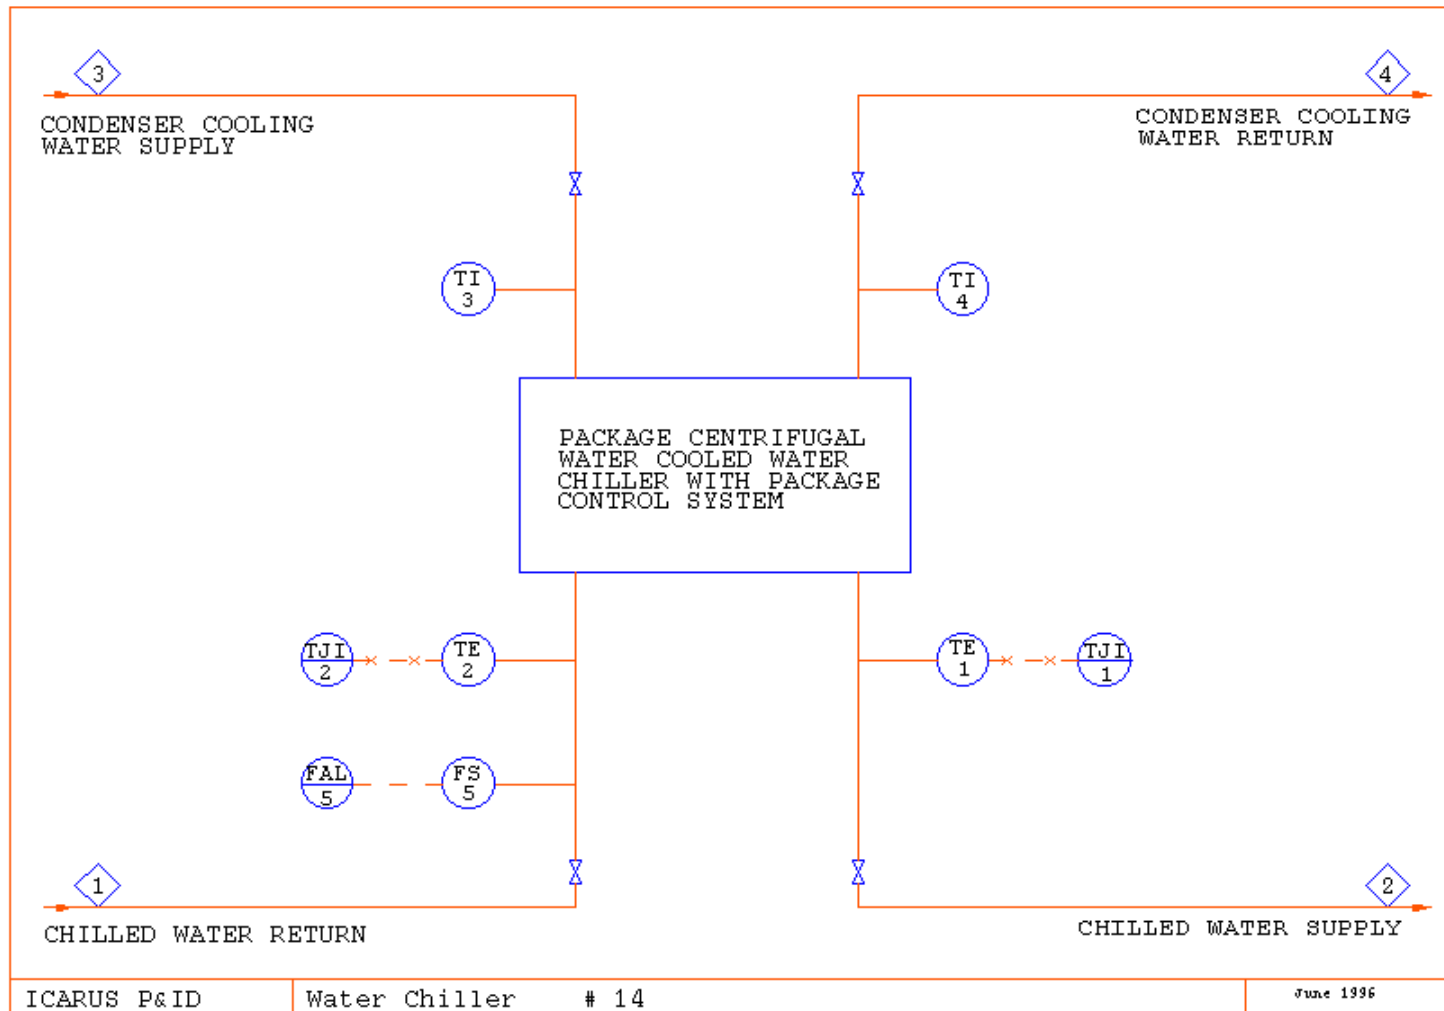 3
4
CONDENSER COOLING
WATER SUPPLY
CONDENSER COOLING
WATER RETURN
TI
3
TI
4
PACKAGE CENTRIFUGAL
WATER COOLED WATER
CHILLER WITH PACKAGE
CONTROL SYSTEM
TJI
2
TE
2
TE
1
TJI
1
FAL
5
FS
5
1
2
CHILLED WATER RETURN
CHILLED WATER SUPPLY
ICARUS P&ID
Water Chiller # 14
June 1996